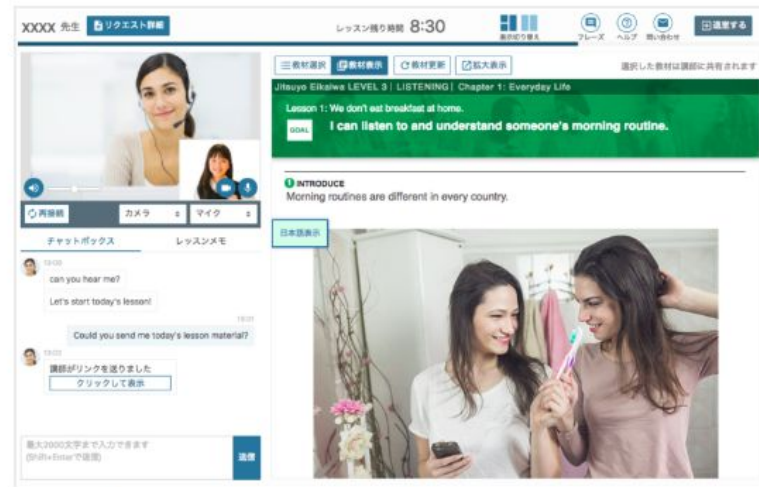 XXXX 先生
リクエスト詳細
レッスン残り時間 8:30
表示切り替え
フレーズ
ヘルプ
問い合わせ
退室する
教材選択
教材表示
教材更新
拡大表示
選択した教材は講師に共有されます
Jitsuyo Eikaiwa LEVEL 3 | LISTENING | Chapter 1: Everyday Life
Lesson 1: We don't eat breakfast at home.
GOAL
I can listen to and understand someone's morning routine.
1 INTRODUCE
Morning routines are different in every country.
日本語表示
再接続
カメラ
マイク
チャットボックス
レッスンメモ
19:00
can you hear me?
Let's start today's lesson!
19:01
Could you send me today's lesson material?
19:02
講師がリンクを送りました
クリックして表示
最大2000文字まで入力できます
(Shift+Enterで送信)
送信